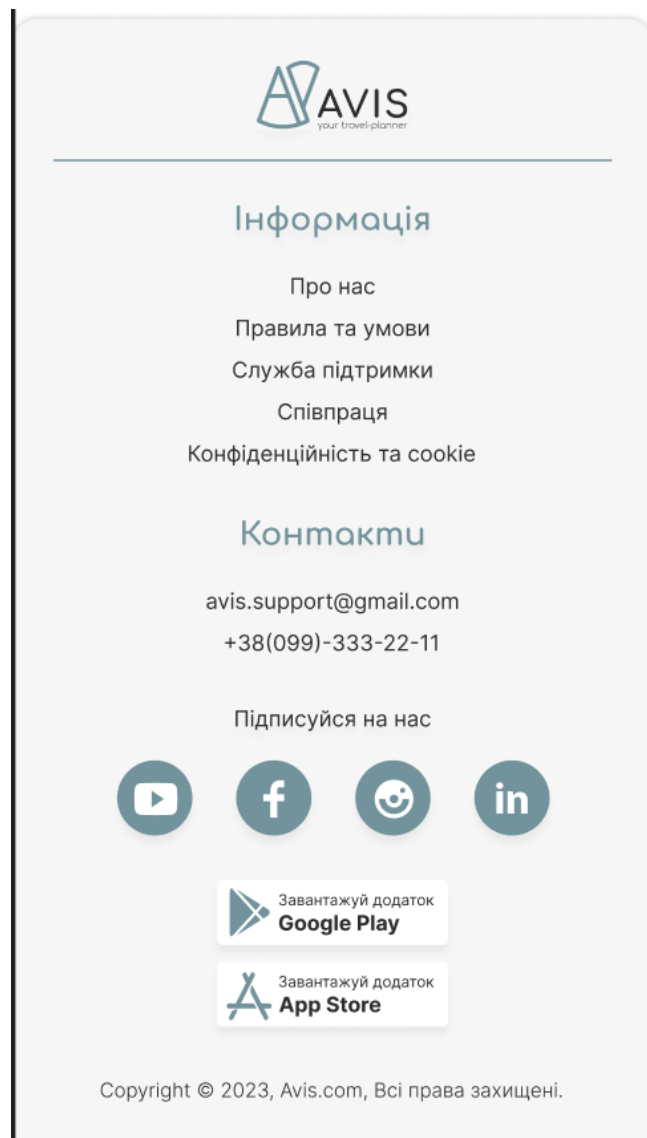 AVIS
your travel-planner
Інформація
Про нас
Правила та умови
Служба підтримки
Співпраця
Конфіденційність та cookie
Контакти
avis.support@gmail.com
+38(099)-333-22-11
Підписуйся на нас
in
Завантажуй додаток
Google Play
Завантажуй додаток
App Store
Copyright © 2023, Avis.com, Всі права захищені.